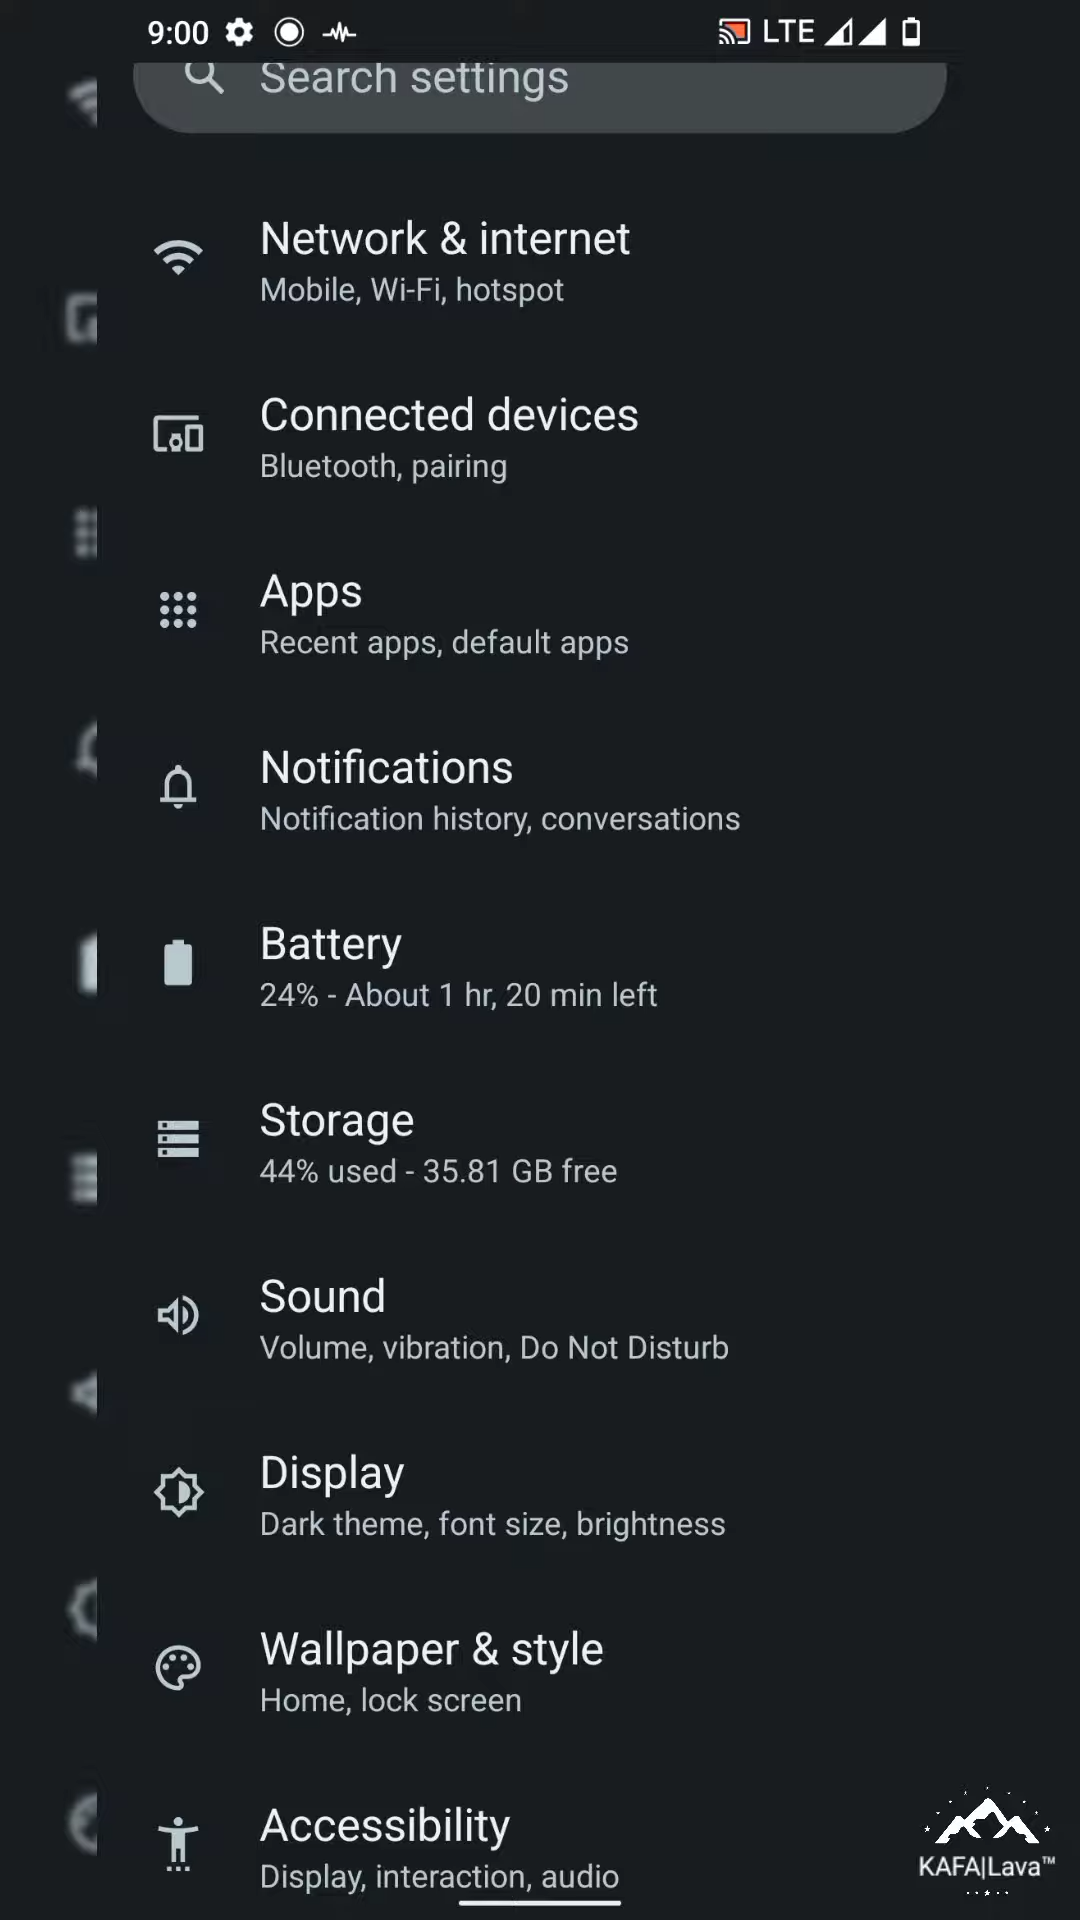 9:00
LTE
Search settings
Network & internet
Mobile, Wi-Fi, hotspot
Connected devices
Bluetooth, pairing
Apps
Recent apps, default apps
Notifications
Notification history, conversations
Battery
24% - About 1 hr, 20 min left
Storage
44% used - 35.81 GB free
Sound
Volume, vibration, Do Not Disturb
Display
Dark theme, font size, brightness
Wallpaper & style
Home, lock screen
Accessibility
Display, interaction, audio
KAFA|Lava™